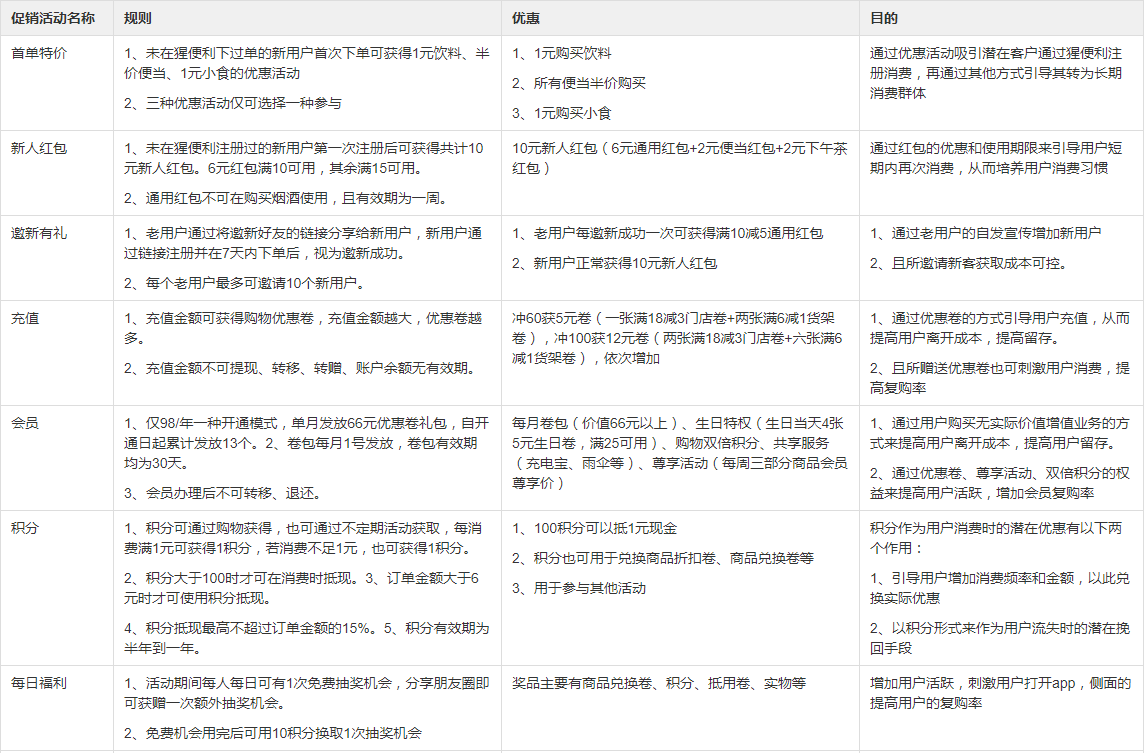 促销活动名称
规则
优惠
目的
首单特价
1、未在猩便利下过单的新用户首次下单可获得1元饮料、半
价便当、1元小食的优惠活动
2、三种优惠活动仅可选择一种参与
1、1元购买饮料
2、所有便当半价购买
3、1元购买小食
通过优惠活动吸引潜在客户通过猩便利注
册消费，再通过其他方式引导其转为长期
消费群体
新人红包
1、未在猩便利注册过的新用户第一次注册后可获得共计10
元新人红包。6元红包满10可用，其余满15可用。
2、通用红包不可在购买烟酒使用，且有效期为一周。
10元新人红包（6元通用红包+2元便当红包+2元下午茶
红包）
通过红包的优惠和使用期限来引导用户短
期内再次消费，从而培养用户消费习惯
邀新有礼
1、老用户通过将邀新好友的链接分享给新用户，新用户通
过链接注册并在7天内下单后，视为邀新成功。
2、每个老用户最多可邀请10个新用户。
1、老用户每邀新成功一次可获得满10减5通用红包
2、新用户正常获得10元新人红包
1、通过老用户的自发宣传增加新用户
2、且所邀请新客获取成本可控。
充值
1、充值金额可获得购物优惠卷，充值金额越大，优惠卷越
多。
2、充值金额不可提现、转移、转赠、账户余额无有效期。
冲60获5元卷（一张满18减3门店卷+两张满6减1货架
卷），冲100获12元卷（两张满18减3门店卷+六张满6
减1货架卷），依次增加
1、通过优惠卷的方式引导用户充值，从而
提高用户离开成本，提高留存。
2、且所赠送优惠卷也可刺激用户消费，提
高复购率
会员
1、仅98/年一种开通模式，单月发放66元优惠卷礼包，自开
通日起累计发放13个。2、卷包每月1号发放，卷包有效期
均为30天。
3、会员办理后不可转移、退还。
每月卷包（价值66元以上）、生日特权（生日当天4张
5元生日卷，满25可用）、购物双倍积分、共享服务
（充电宝、雨伞等）、尊享活动（每周三部分商品会员
尊享价）
1、通过用户购买无实际价值增值业务的方
式来提高用户离开成本，提高用户留存。
2、通过优惠卷、尊享活动、双倍积分的权
益来提高用户活跃，增加会员复购率
积分
1、积分可通过购物获得，也可通过不定期活动获取，每消
费满1元可获得1积分，若消费不足1元，也可获得1积分。
2、积分大于100时才可在消费时抵现。3、订单金额大于6
元时才可使用积分抵现。
4、积分抵现最高不超过订单金额的15%。5、积分有效期为
半年到一年。
1、100积分可以抵1元现金
2、积分也可用于兑换商品折扣卷、商品兑换卷等
3、用于参与其他活动
积分作为用户消费时的潜在优惠有以下两
个作用：
1、引导用户增加消费频率和金额，以此兑
换实际优惠
2、以积分形式来作为用户流失时的潜在挽
回手段
每日福利
1、活动期间每人每日可有1次免费抽奖机会，分享朋友圈即
可获赠一次额外抽奖机会。
2、免费机会用完后可用10积分换取1次抽奖机会
奖品主要有商品兑换卷、积分、抵用卷、实物等
增加用户活跃，刺激用户打开app，侧面的
提高用户的复购率